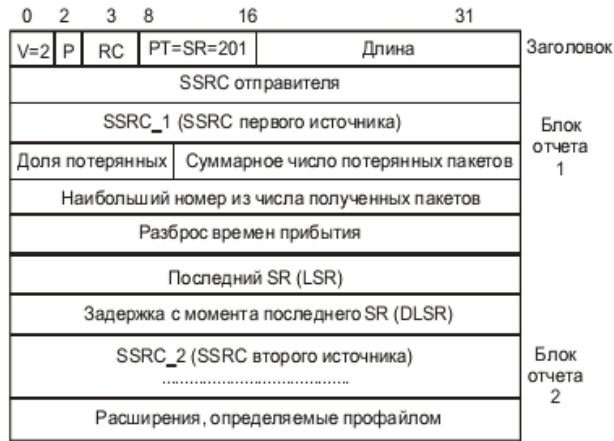 0 2 3 8 16 31
V=2 P RC PT=SR=201 Длина Заголовок
SSRC отправителя
SSRC_1 (SSRC первого источника)
Блок отчета 1
Доля потерянных Суммарное число потерянных пакетов
Наибольший номер из числа полученных пакетов
Разброс времен прибытия
Последний SR (LSR)
Задержка с момента последнего SR (DLSR)
SSRC_2 (SSRC второго источника)
........................................
Блок отчета 2
Расширения, определяемые профайлом